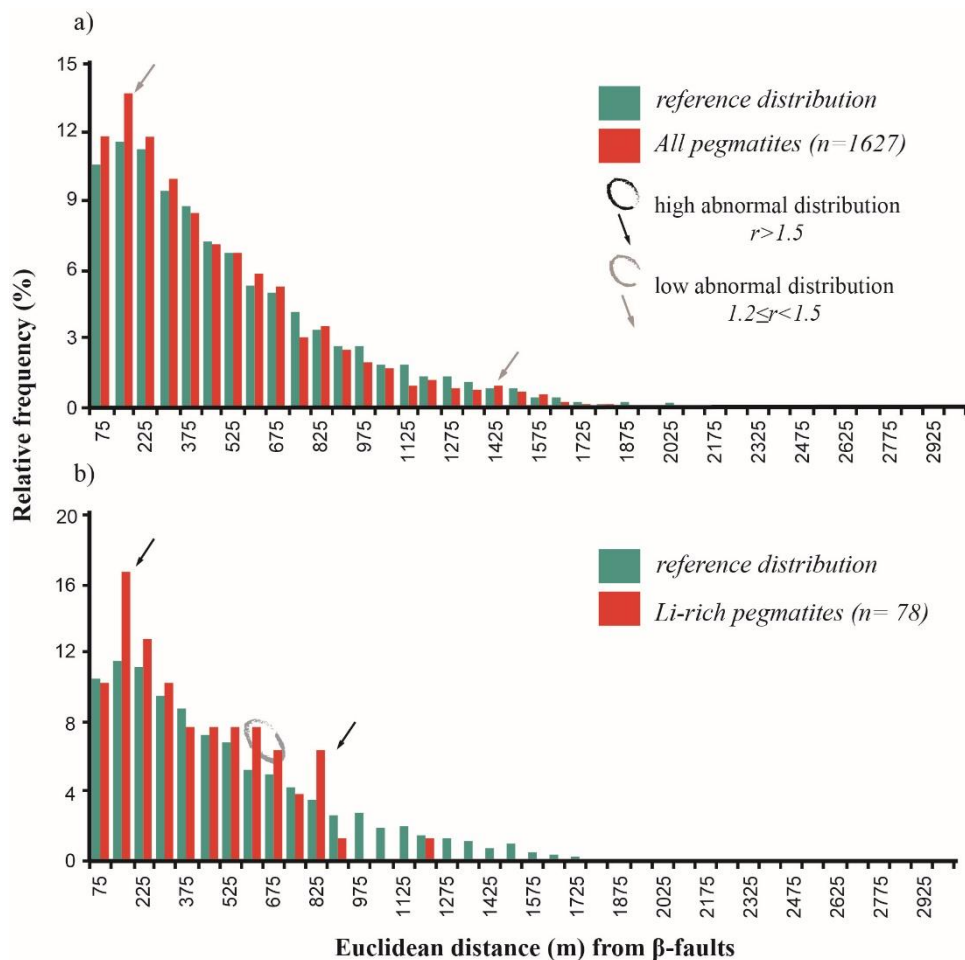 a)
Relative frequency (%)
15
12
9
6
3
0
reference distribution
All pegmatites (n=1627)
high abnormal distribution
r>1.5
low abnormal distribution
1.2≤r<1.5
75 2225 375 525 675 825 975 1125 1275 1425 1575 1725 1875 2025 2175 2325 2475 2625 2775 2925
b)
20
16
12
8
4
0
reference distribution
Li-rich pegmatites (n= 78)
75 2225 375 525 675 825 975 1125 1275 1425 1575 1725 1875 2025 2175 2325 2475 2625 2775 2925
Euclidean distance (m) from β-faults